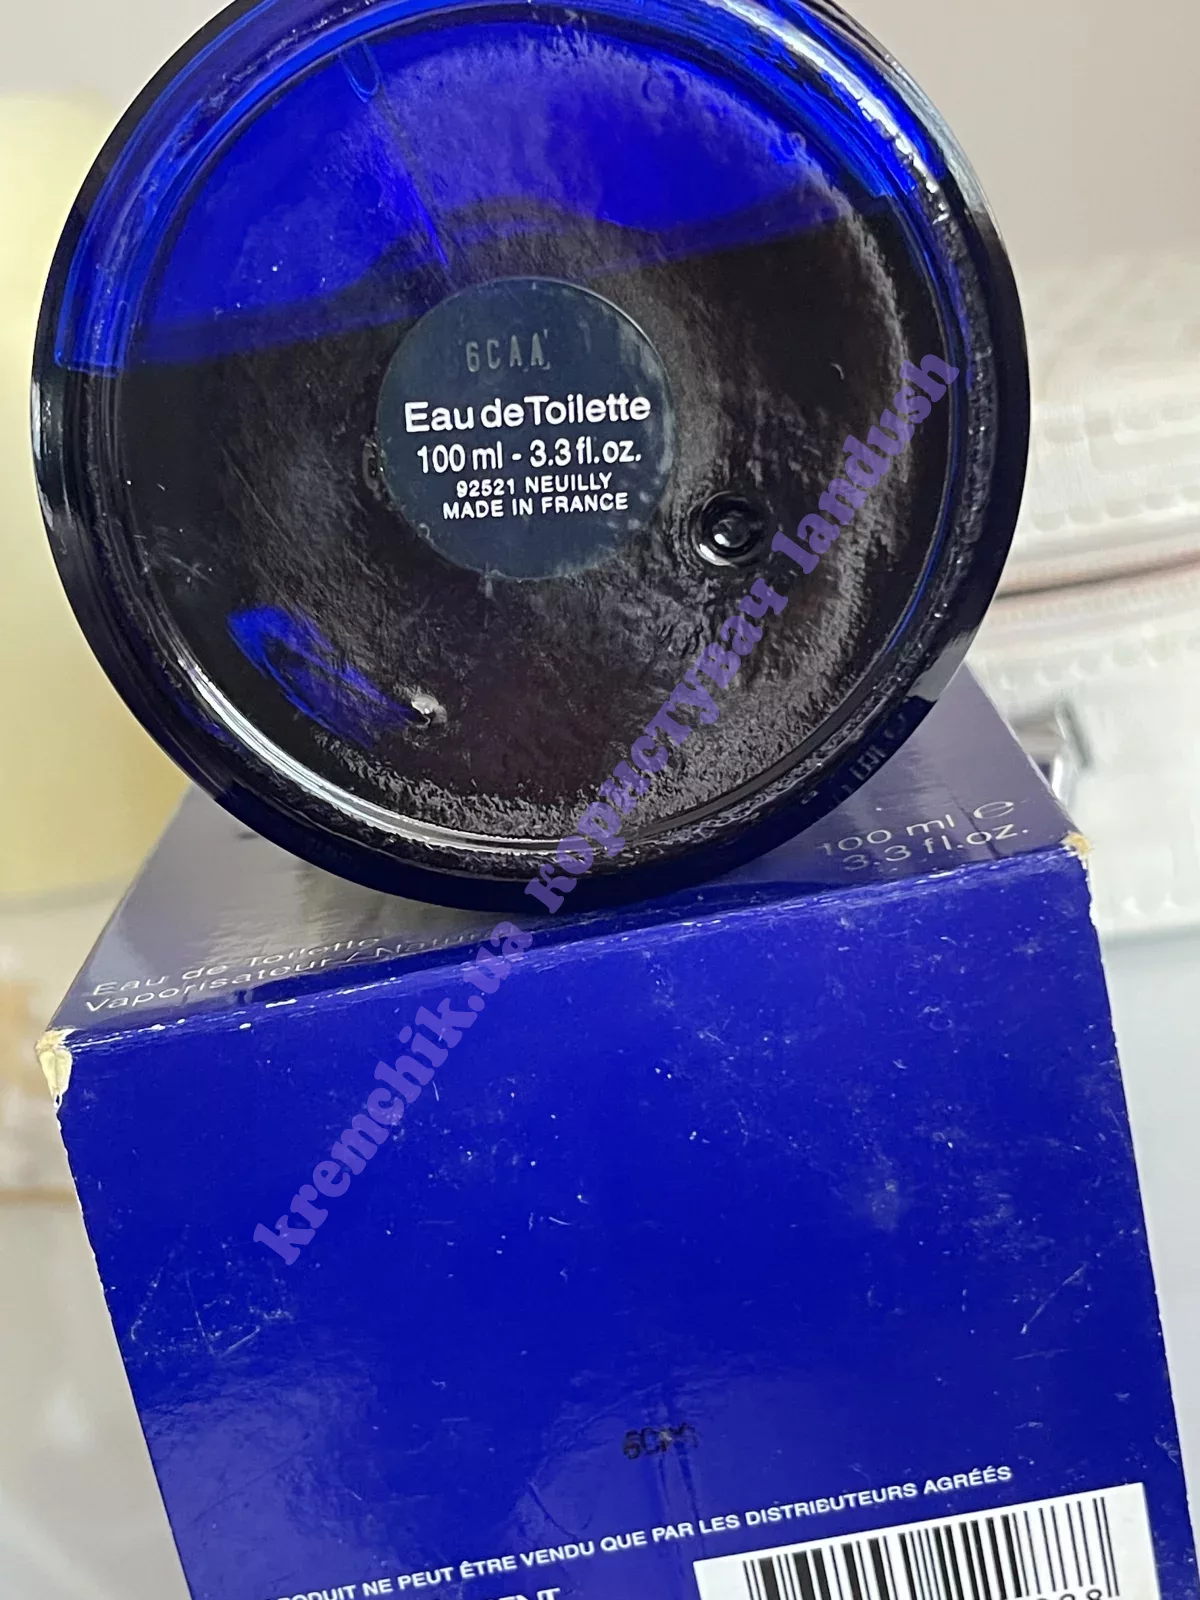 6CAA
Eau de Toilette
100 ml - 3.3 fl.oz.
92521 NEUILLY
MADE IN FRANCE
100 ml e
3.3 fl.oz.
Eau de Toilette
Vaporisateur / Natur
kremchik.ua користувач landush
NE PEUT ÊTRE VENDU QUE PAR LES DISTRIBUTEURS AGRÉÉS